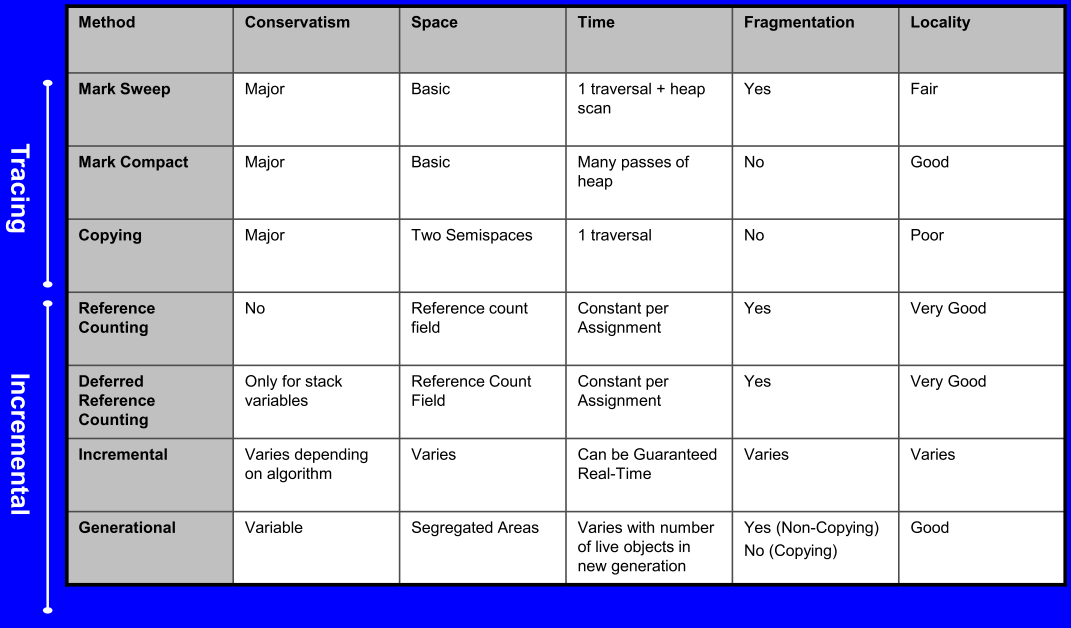 Method Conservatism Space Time Fragmentation Locality
Tracing
Mark Sweep Major Basic 1 traversal + heap scan Yes Fair
Mark Compact Major Basic Many passes of heap No Good
Copying Major Two Semispaces 1 traversal No Poor
Incremental
Reference Counting No Reference count field Constant per Assignment Yes Very Good
Deferred Reference Counting Only for stack variables Reference Count Field Constant per Assignment Yes Very Good
Incremental Varies depending on algorithm Varies Can be Guaranteed Real-Time Varies Varies
Generational Variable Segregated Areas Varies with number of live objects in new generation Yes (Non-Copying) No (Copying) Good